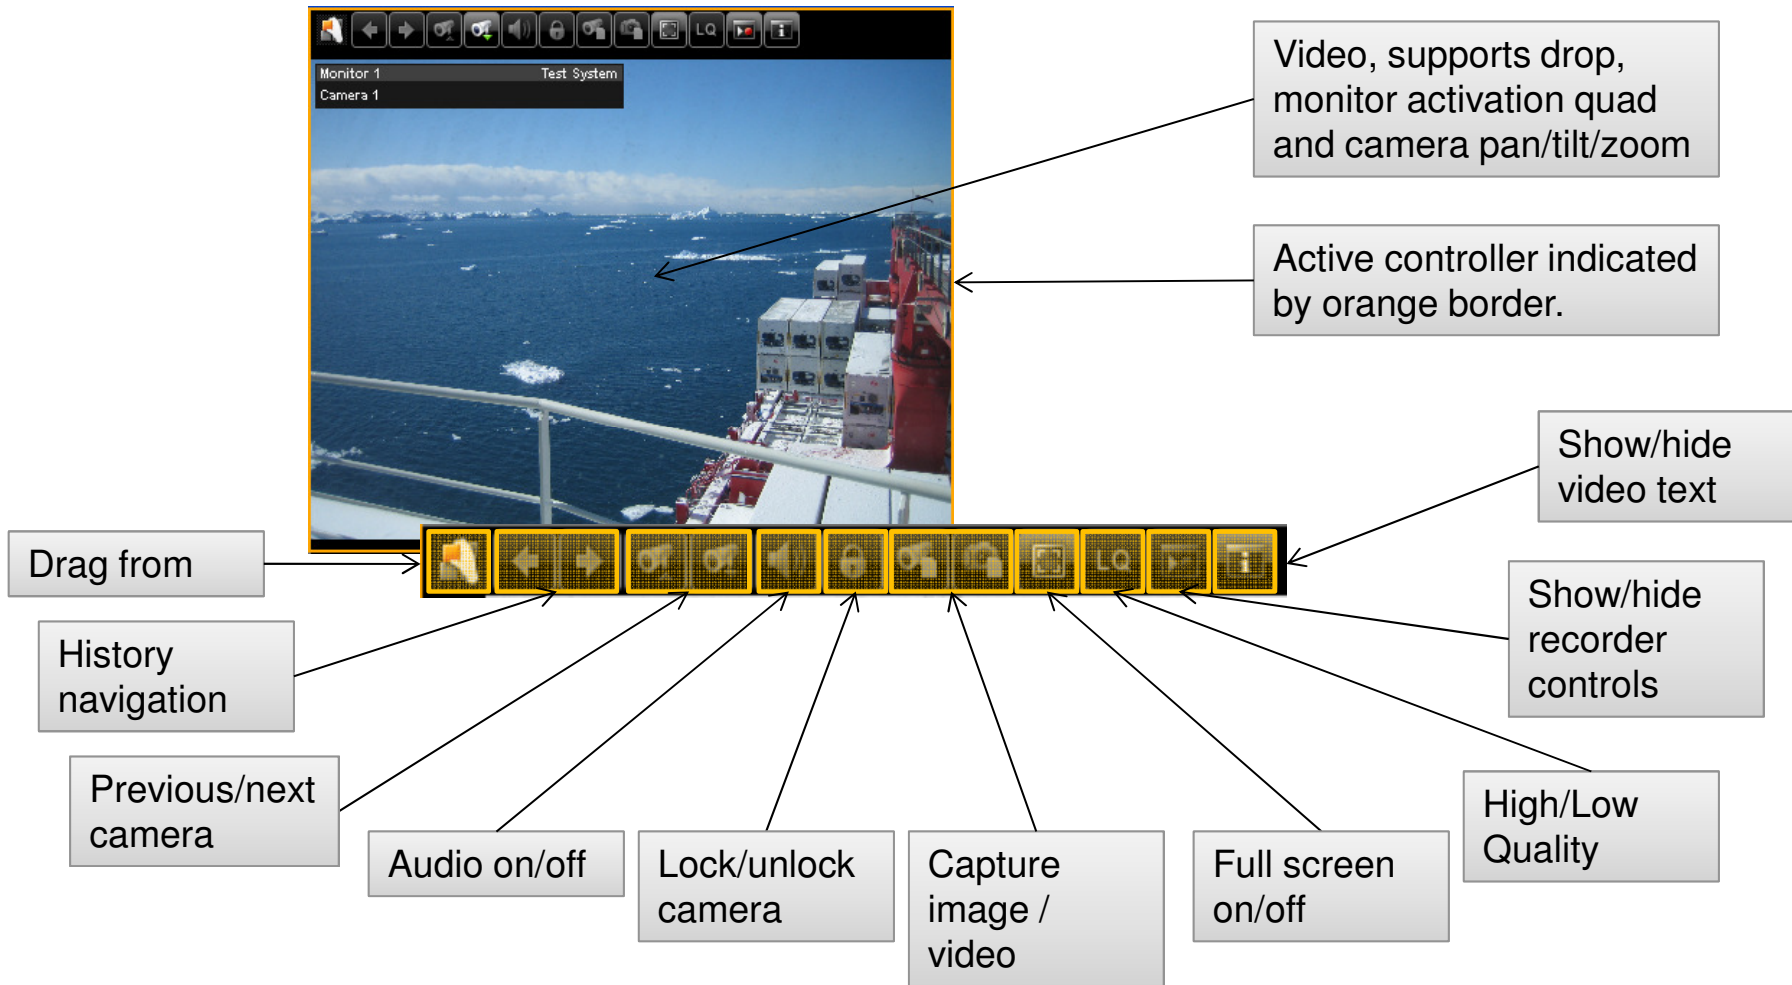 LQ
Monitor 1 Test System
Camera 1
Video, supports drop,
monitor activation quad
and camera pan/tilt/zoom
Active controller indicated
by orange border.
Show/hide
video text
Drag from
LQ
History
navigation
Show/hide
recorder
controls
Previous/next
camera
Audio on/off
Lock/unlock
camera
Capture
image /
video
Full screen
on/off
High/Low
Quality